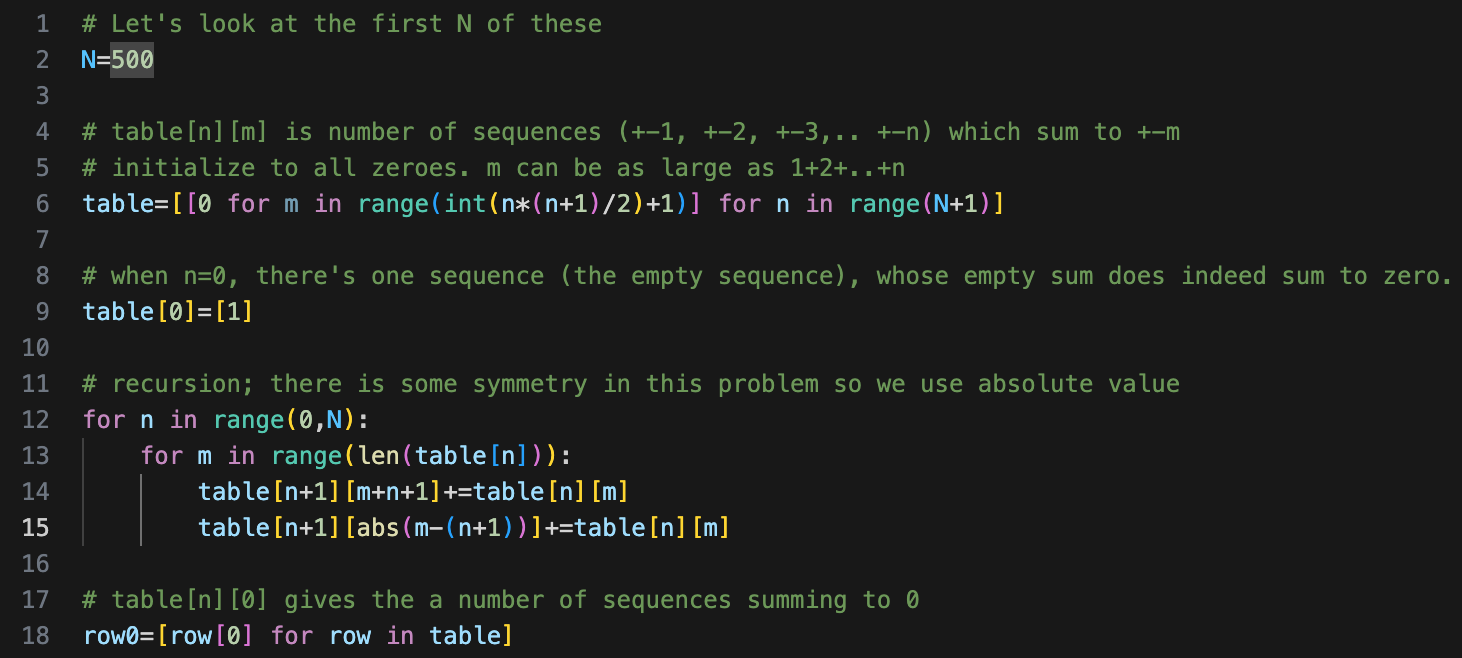 1 # Let's look at the first N of these
2 N=500
3
4 # table[n][m] is number of sequences (+-1, +-2, +-3,.. +-n) which sum to +-m
5 # initialize to all zeroes. m can be as large as 1+2+..+n
6 table=[[0 for m in range(int(n*(n+1)/2)+1)] for n in range(N+1)]
7
8 # when n=0, there's one sequence (the empty sequence), whose empty sum does indeed sum to zero.
9 table[0]=[1]
10
11 # recursion; there is some symmetry in this problem so we use absolute value
12 for n in range(0,N):
13     for m in range(len(table[n])):
14         table[n+1][m+n+1]+=table[n][m]
15         table[n+1][abs(m-(n+1))]+=table[n][m]
16
17 # table[n][0] gives the a number of sequences summing to 0
18 row0=[row[0] for row in table]